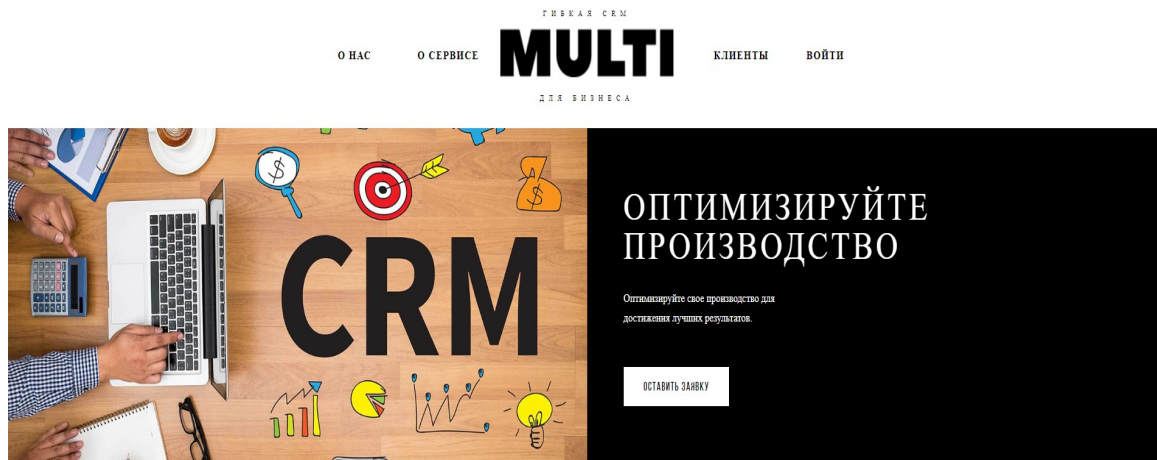 ГИБКАЯ CRM
О НАС
О СЕРВИСЕ
MULTI
КЛИЕНТЫ
ВОЙТИ
ДЛЯ БИЗНЕСА
$
CRM
$
ОПТИМИЗИРУЙТЕ
ПРОИЗВОДСТВО
Оптимизируйте свое производство для
достижения лучших результатов.
ОСТАВИТЬ ЗАЯВКУ